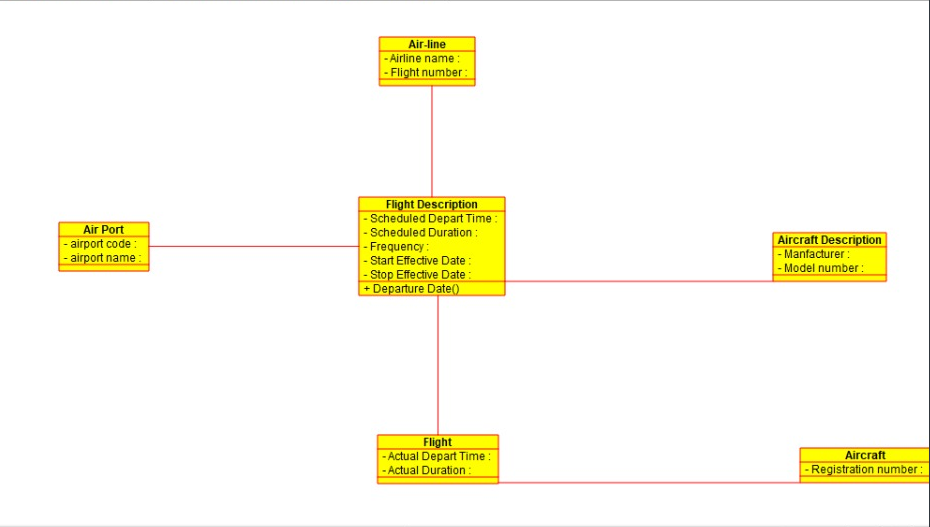 Air-line
- Airline name :
- Flight number :
Flight Description
- Scheduled Depart Time :
- Scheduled Duration :
- Frequency :
- Start Effective Date :
- Stop Effective Date :
+ Departure Date()
Air Port
- airport code :
- airport name :
Aircraft Description
- Manfacturer :
- Model number :
Flight
- Actual Depart Time :
- Actual Duration :
Aircraft
- Registration number :